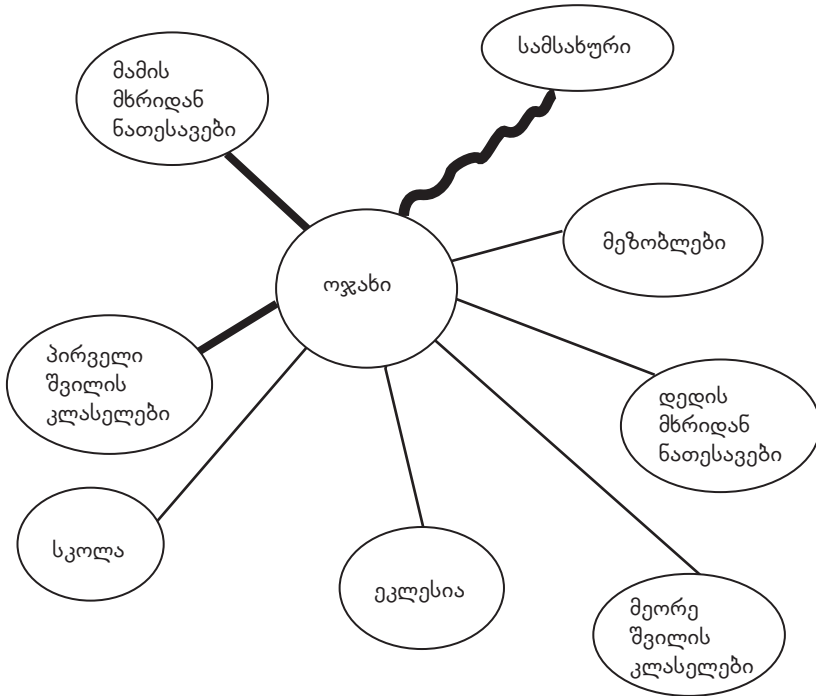 სამსახური
მამის
მხრიდან
ნათესავები
მეზობლები
ოჯახი
პირველი
შვილის
კლასელები
დედის
მხრიდან
ნათესავები
სკოლა
ეკლესია
მეორე
შვილის
კლასელები